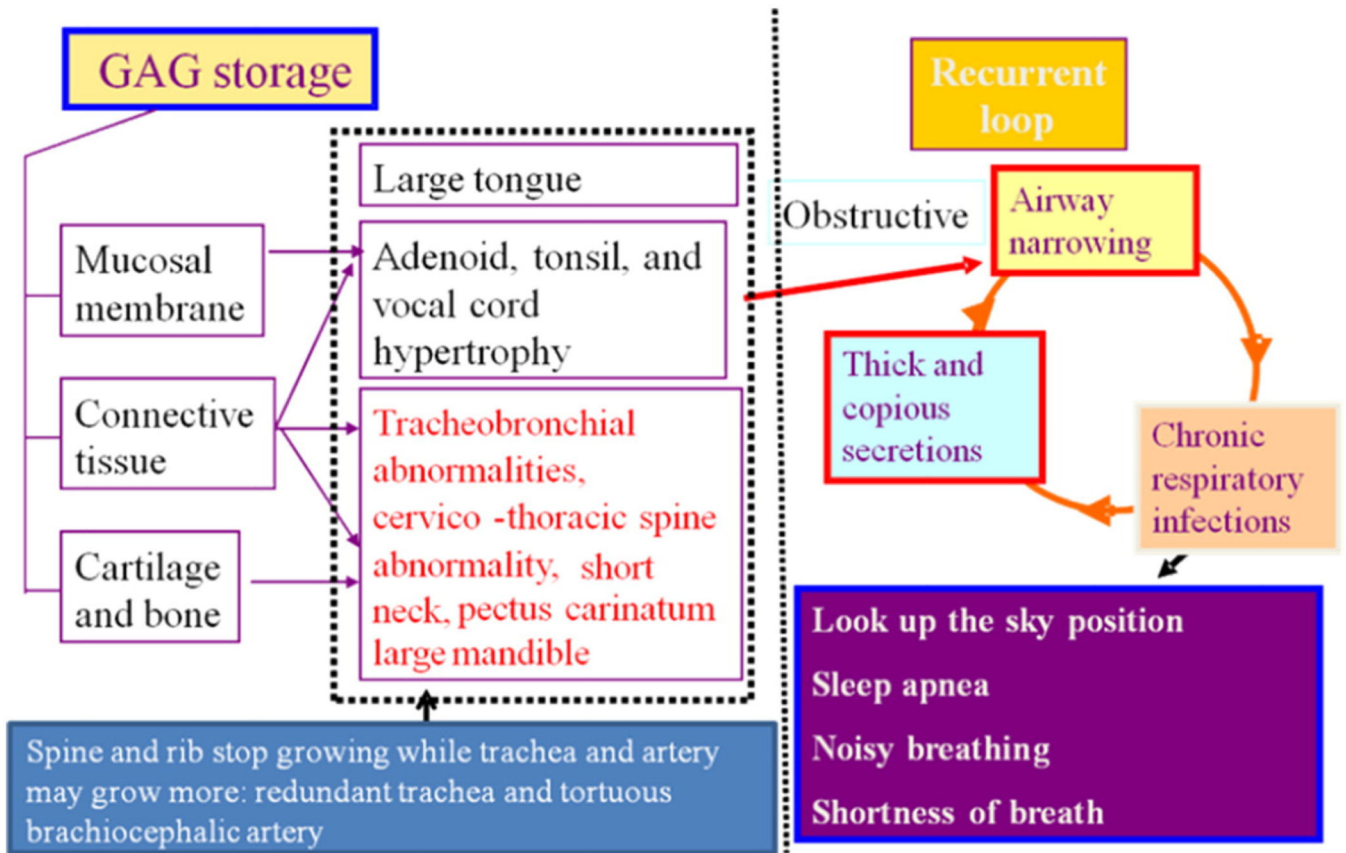 GAG storage
Mucosal
membrane
Connective
tissue
Cartilage
and bone
Large tongue
Adenoid, tonsil, and
vocal cord
hypertrophy
Tracheobronchial
abnormalities,
cervico -thoracic spine
abnormality, short
neck, pectus carinatum
large mandible
Spine and rib stop growing while trachea and artery
may grow more: redundant trachea and tortuous
brachiocephalic artery
Recurrent
loop
Obstructive
Airway
narrowing
Thick and
copious
secretions
Chronic
respiratory
infections
Look up the sky position
Sleep apnea
Noisy breathing
Shortness of breath